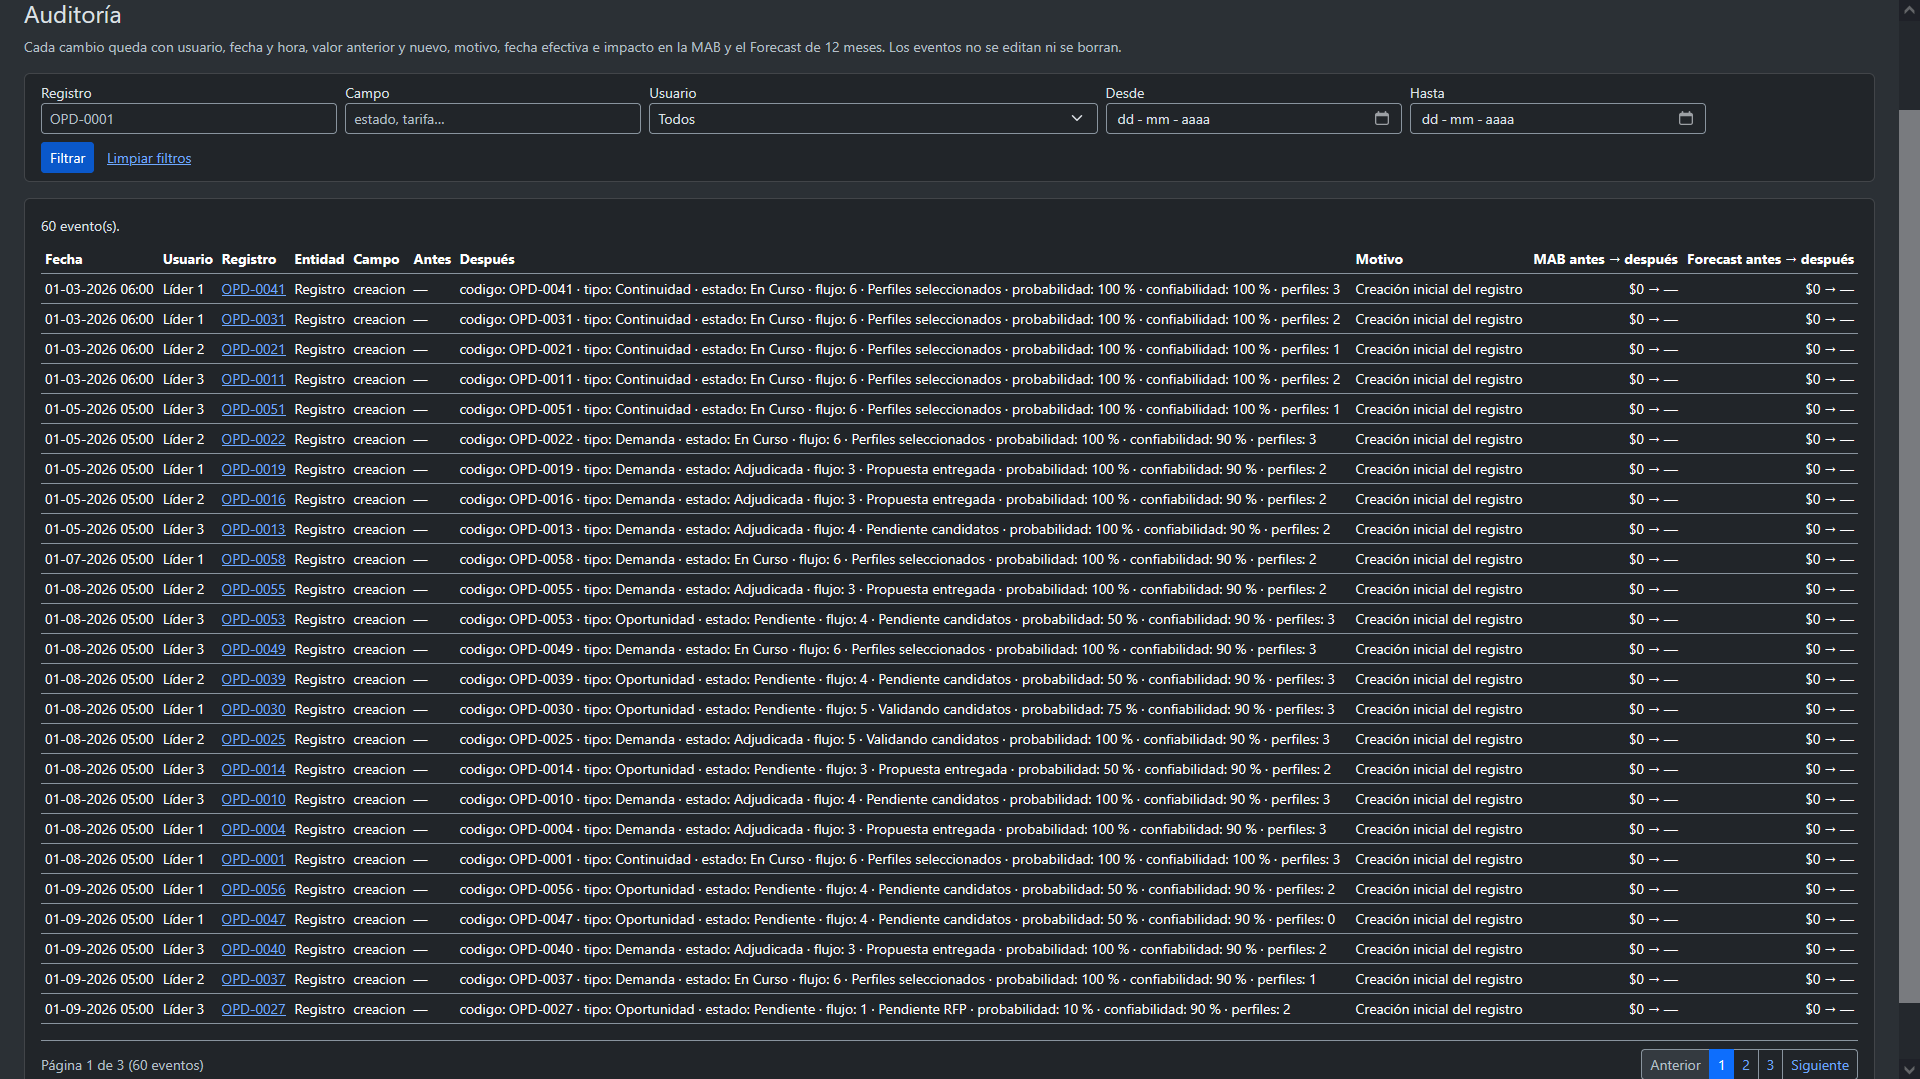 Auditoría
Cada cambio queda con usuario, fecha y hora, valor anterior y nuevo, motivo, fecha efectiva e impacto en la MAB y el Forecast de 12 meses. Los eventos no se editan ni se borran.
Registro Campo Usuario Desde Hasta
OPD-0001 estado, tarifa... Todos dd - mm - aaaa dd - mm - aaaa
Filtrar Limpiar filtros
60 evento(s).
Fecha Usuario Registro Entidad Campo Antes Después Motivo MAB antes → después Forecast antes → después
01-03-2026 06:00 Líder 1 OPD-0041 Registro creacion — codigo: OPD-0041 · tipo: Continuidad · estado: En Curso · flujo: 6 · Perfiles seleccionados · probabilidad: 100 % · confiabilidad: 100 % · perfiles: 3 Creación inicial del registro $0 → — $0 → —
01-03-2026 06:00 Líder 1 OPD-0031 Registro creacion — codigo: OPD-0031 · tipo: Continuidad · estado: En Curso · flujo: 6 · Perfiles seleccionados · probabilidad: 100 % · confiabilidad: 100 % · perfiles: 2 Creación inicial del registro $0 → — $0 → —
01-03-2026 06:00 Líder 2 OPD-0021 Registro creacion — codigo: OPD-0021 · tipo: Continuidad · estado: En Curso · flujo: 6 · Perfiles seleccionados · probabilidad: 100 % · confiabilidad: 100 % · perfiles: 1 Creación inicial del registro $0 → — $0 → —
01-03-2026 06:00 Líder 3 OPD-0011 Registro creacion — codigo: OPD-0011 · tipo: Continuidad · estado: En Curso · flujo: 6 · Perfiles seleccionados · probabilidad: 100 % · confiabilidad: 100 % · perfiles: 2 Creación inicial del registro $0 → — $0 → —
01-05-2026 05:00 Líder 3 OPD-0051 Registro creacion — codigo: OPD-0051 · tipo: Continuidad · estado: En Curso · flujo: 6 · Perfiles seleccionados · probabilidad: 100 % · confiabilidad: 100 % · perfiles: 1 Creación inicial del registro $0 → — $0 → —
01-05-2026 05:00 Líder 2 OPD-0022 Registro creacion — codigo: OPD-0022 · tipo: Demanda · estado: En Curso · flujo: 6 · Perfiles seleccionados · probabilidad: 100 % · confiabilidad: 90 % · perfiles: 3 Creación inicial del registro $0 → — $0 → —
01-05-2026 05:00 Líder 1 OPD-0019 Registro creacion — codigo: OPD-0019 · tipo: Demanda · estado: Adjudicada · flujo: 3 · Propuesta entregada · probabilidad: 100 % · confiabilidad: 90 % · perfiles: 2 Creación inicial del registro $0 → — $0 → —
01-05-2026 05:00 Líder 2 OPD-0016 Registro creacion — codigo: OPD-0016 · tipo: Demanda · estado: Adjudicada · flujo: 3 · Propuesta entregada · probabilidad: 100 % · confiabilidad: 90 % · perfiles: 2 Creación inicial del registro $0 → — $0 → —
01-05-2026 05:00 Líder 3 OPD-0013 Registro creacion — codigo: OPD-0013 · tipo: Demanda · estado: Adjudicada · flujo: 4 · Pendiente candidatos · probabilidad: 100 % · confiabilidad: 90 % · perfiles: 2 Creación inicial del registro $0 → — $0 → —
01-07-2026 05:00 Líder 1 OPD-0058 Registro creacion — codigo: OPD-0058 · tipo: Demanda · estado: En Curso · flujo: 6 · Perfiles seleccionados · probabilidad: 100 % · confiabilidad: 90 % · perfiles: 2 Creación inicial del registro $0 → — $0 → —
01-08-2026 05:00 Líder 2 OPD-0055 Registro creacion — codigo: OPD-0055 · tipo: Demanda · estado: Adjudicada · flujo: 3 · Propuesta entregada · probabilidad: 100 % · confiabilidad: 90 % · perfiles: 2 Creación inicial del registro $0 → — $0 → —
01-08-2026 05:00 Líder 3 OPD-0053 Registro creacion — codigo: OPD-0053 · tipo: Oportunidad · estado: Pendiente · flujo: 4 · Pendiente candidatos · probabilidad: 50 % · confiabilidad: 90 % · perfiles: 3 Creación inicial del registro $0 → — $0 → —
01-08-2026 05:00 Líder 3 OPD-0049 Registro creacion — codigo: OPD-0049 · tipo: Demanda · estado: En Curso · flujo: 6 · Perfiles seleccionados · probabilidad: 100 % · confiabilidad: 90 % · perfiles: 3 Creación inicial del registro $0 → — $0 → —
01-08-2026 05:00 Líder 2 OPD-0039 Registro creacion — codigo: OPD-0039 · tipo: Oportunidad · estado: Pendiente · flujo: 4 · Pendiente candidatos · probabilidad: 50 % · confiabilidad: 90 % · perfiles: 3 Creación inicial del registro $0 → — $0 → —
01-08-2026 05:00 Líder 1 OPD-0030 Registro creacion — codigo: OPD-0030 · tipo: Oportunidad · estado: Pendiente · flujo: 5 · Validando candidatos · probabilidad: 75 % · confiabilidad: 90 % · perfiles: 3 Creación inicial del registro $0 → — $0 → —
01-08-2026 05:00 Líder 2 OPD-0025 Registro creacion — codigo: OPD-0025 · tipo: Demanda · estado: Adjudicada · flujo: 5 · Validando candidatos · probabilidad: 100 % · confiabilidad: 90 % · perfiles: 3 Creación inicial del registro $0 → — $0 → —
01-08-2026 05:00 Líder 3 OPD-0014 Registro creacion — codigo: OPD-0014 · tipo: Oportunidad · estado: Pendiente · flujo: 3 · Propuesta entregada · probabilidad: 50 % · confiabilidad: 90 % · perfiles: 2 Creación inicial del registro $0 → — $0 → —
01-08-2026 05:00 Líder 3 OPD-0010 Registro creacion — codigo: OPD-0010 · tipo: Demanda · estado: Adjudicada · flujo: 4 · Pendiente candidatos · probabilidad: 100 % · confiabilidad: 90 % · perfiles: 3 Creación inicial del registro $0 → — $0 → —
01-08-2026 05:00 Líder 1 OPD-0004 Registro creacion — codigo: OPD-0004 · tipo: Demanda · estado: Adjudicada · flujo: 3 · Propuesta entregada · probabilidad: 100 % · confiabilidad: 90 % · perfiles: 3 Creación inicial del registro $0 → — $0 → —
01-08-2026 05:00 Líder 1 OPD-0001 Registro creacion — codigo: OPD-0001 · tipo: Continuidad · estado: En Curso · flujo: 6 · Perfiles seleccionados · probabilidad: 100 % · confiabilidad: 100 % · perfiles: 3 Creación inicial del registro $0 → — $0 → —
01-09-2026 05:00 Líder 1 OPD-0056 Registro creacion — codigo: OPD-0056 · tipo: Oportunidad · estado: Pendiente · flujo: 4 · Pendiente candidatos · probabilidad: 50 % · confiabilidad: 90 % · perfiles: 2 Creación inicial del registro $0 → — $0 → —
01-09-2026 05:00 Líder 1 OPD-0047 Registro creacion — codigo: OPD-0047 · tipo: Oportunidad · estado: Pendiente · flujo: 4 · Pendiente candidatos · probabilidad: 50 % · confiabilidad: 90 % · perfiles: 0 Creación inicial del registro $0 → — $0 → —
01-09-2026 05:00 Líder 3 OPD-0040 Registro creacion — codigo: OPD-0040 · tipo: Demanda · estado: Adjudicada · flujo: 3 · Propuesta entregada · probabilidad: 100 % · confiabilidad: 90 % · perfiles: 2 Creación inicial del registro $0 → — $0 → —
01-09-2026 05:00 Líder 2 OPD-0037 Registro creacion — codigo: OPD-0037 · tipo: Demanda · estado: En Curso · flujo: 6 · Perfiles seleccionados · probabilidad: 100 % · confiabilidad: 90 % · perfiles: 1 Creación inicial del registro $0 → — $0 → —
01-09-2026 05:00 Líder 3 OPD-0027 Registro creacion — codigo: OPD-0027 · tipo: Oportunidad · estado: Pendiente · flujo: 1 · Pendiente RFP · probabilidad: 10 % · confiabilidad: 90 % · perfiles: 2 Creación inicial del registro $0 → — $0 → —
Página 1 de 3 (60 eventos) Anterior 1 2 3 Siguiente